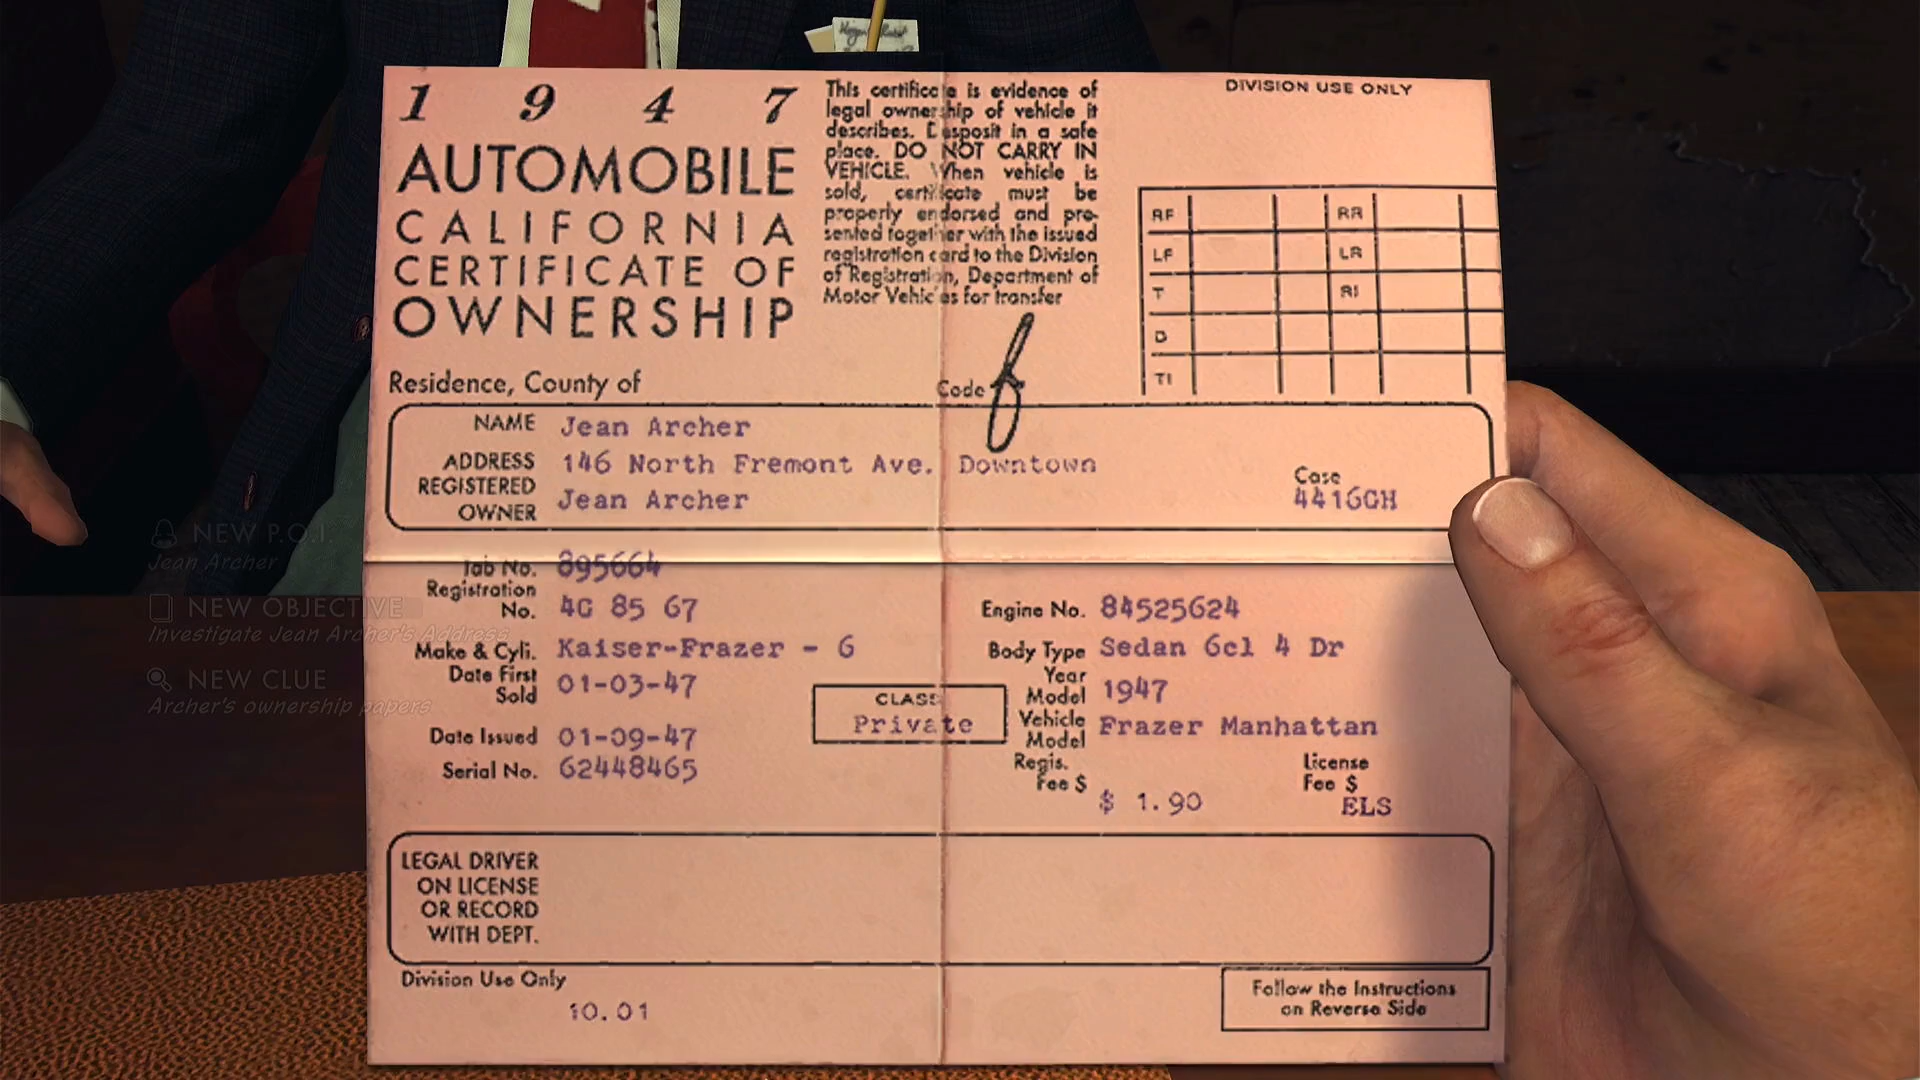 1 9 4 7
AUTOMOBILE
CALIFORNIA
CERTIFICATE OF
OWNERSHIP
This certificate is evidence of
legal ownership of vehicle it
describes. Desposit in a safe
place. DO NOT CARRY IN
VEHICLE. When vehicle is
sold, certificate must be
properly endorsed and pre-
sented together with the issued
registration card to the Division
of Registration, Department of
Motor Vehicles for transfer
DIVISION USE ONLY
RF RR
LF LR
T RI
D
TI
Residence, County of
Code
NAME Jean Archer
ADDRESS 146 North Fremont Ave. Downtown
REGISTERED
OWNER Jean Archer
Case
4416GH
Tab No. 895664
Registration
No. 4C 85 67
Make & Cyli. Kaiser-Frazer - 6
Date First
Sold 01-03-47
Date Issued 01-09-47
Serial No. 62448465
CLASS
Private
Engine No. 84525624
Body Type Sedan 6cl 4 Dr
Year
Model 1947
Vehicle
Model Frazer Manhattan
Regis.
Fee $
$ 1.90
License
Fee $
ELS
LEGAL DRIVER
ON LICENSE
OR RECORD
WITH DEPT.
Division Use Only
10.01
Follow the Instructions
on Reverse Side
NEW P.O.I.
Jean Archer
NEW OBJECTIVE
Investigate Jean Archer's Address
NEW CLUE
Archer's ownership papers